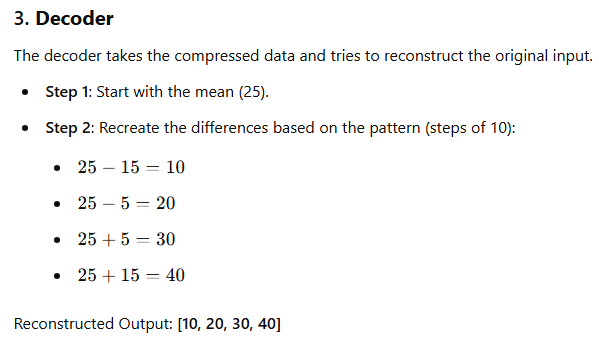 3. Decoder
The decoder takes the compressed data and tries to reconstruct the original input.
• Step 1: Start with the mean (25).
• Step 2: Recreate the differences based on the pattern (steps of 10):
• 25 − 15 = 10
• 25 − 5 = 20
• 25 + 5 = 30
• 25 + 15 = 40
Reconstructed Output: [10, 20, 30, 40]